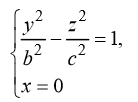 y²/b² − z²/c² = 1,
x = 0